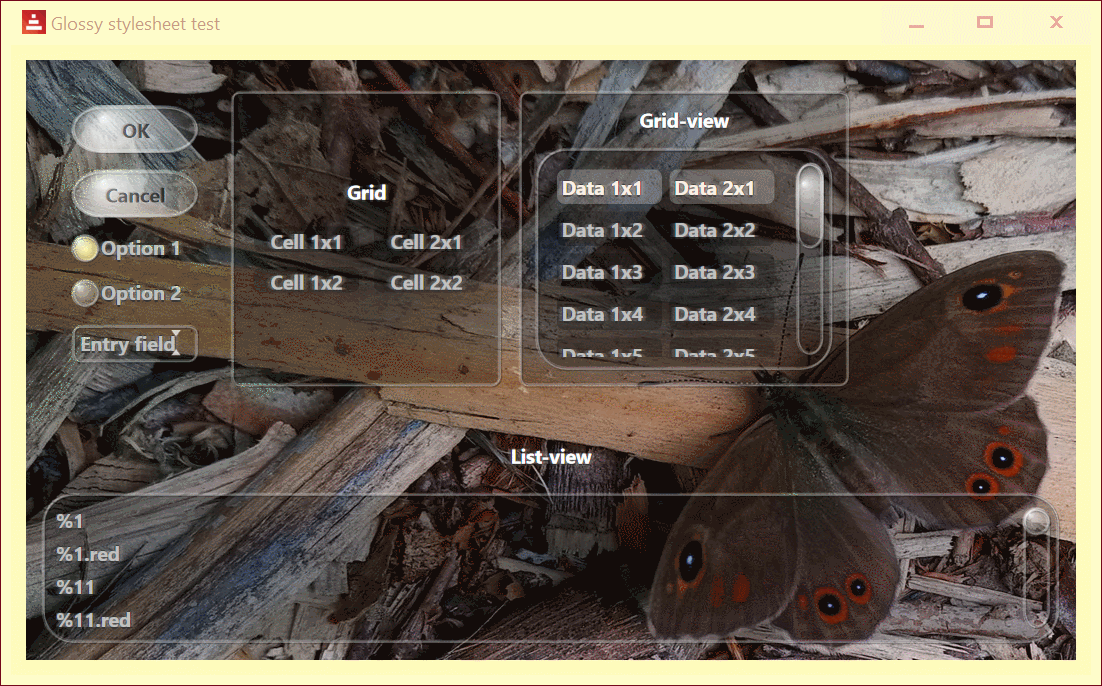 Glossy stylesheet test
OK
Cancel
Option 1
Option 2
Entry field
Grid
Cell 1x1 Cell 2x1
Cell 1x2 Cell 2x2
Grid-view
Data 1x1 Data 2x1
Data 1x2 Data 2x2
Data 1x3 Data 2x3
Data 1x4 Data 2x4
Data 1x5 Data 2x5
List-view
%1
%1.red
%11
%11.red